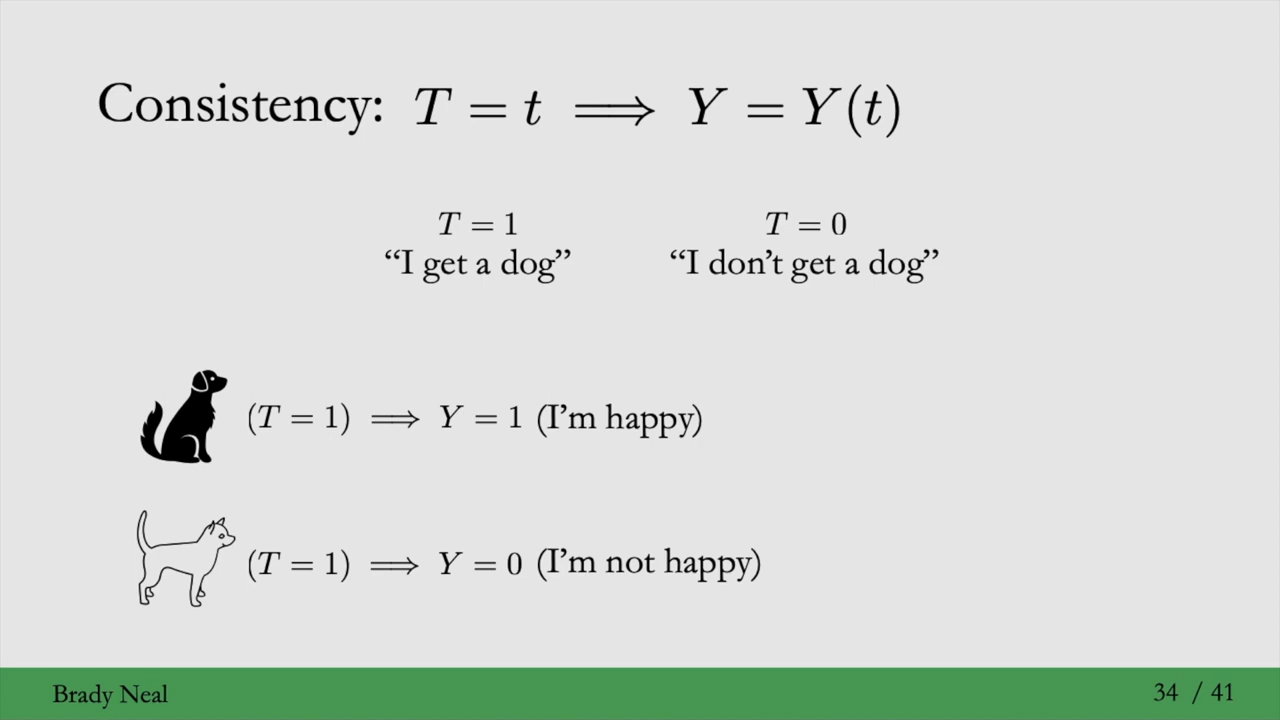 Consistency: T = t ⟹ Y = Y(t)
T = 1 T = 0
“I get a dog” “I don’t get a dog”
(T = 1) ⟹ Y = 1 (I’m happy)
(T = 1) ⟹ Y = 0 (I’m not happy)
Brady Neal 34 / 41